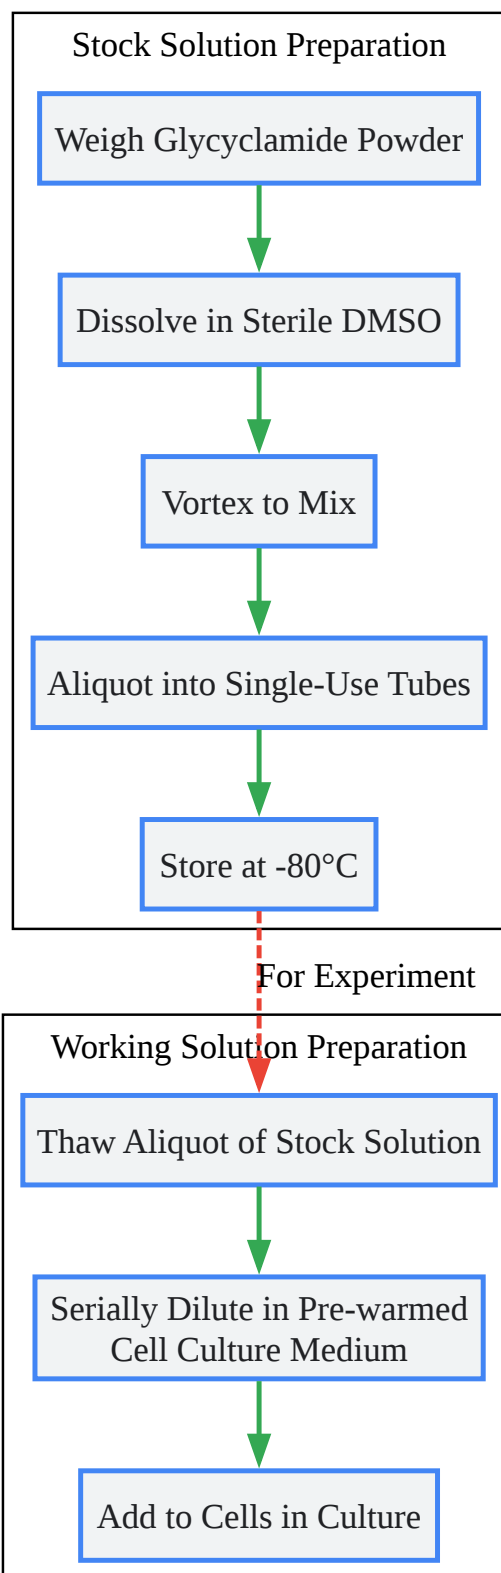 Stock Solution Preparation
Weigh Glycyclamide Powder
Dissolve in Sterile DMSO
Vortex to Mix
Aliquot into Single-Use Tubes
Store at -80°C
For Experiment
Working Solution Preparation
Thaw Aliquot of Stock Solution
Serially Dilute in Pre-warmed
Cell Culture Medium
Add to Cells in Culture